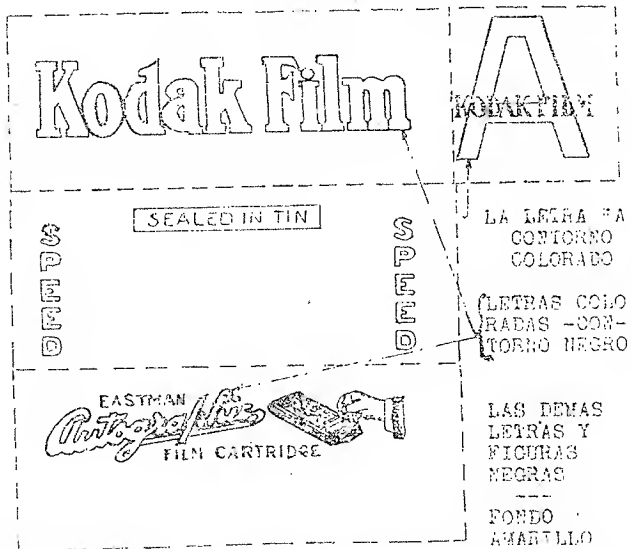 Kodak Film
A
KODAK FILM
SEALED IN TIN
SPEED
SPEED
LA LETRA "A
CONTORNO
COLORADO
LETRAS COLO
RADAS -CON-
TORNO NEGRO
EASTMAN
Autographic
FILM CARTRIDGE
LAS DEMAS
LETRAS Y
FIGURAS
NEGRAS
---
FONDO
AMARILLO